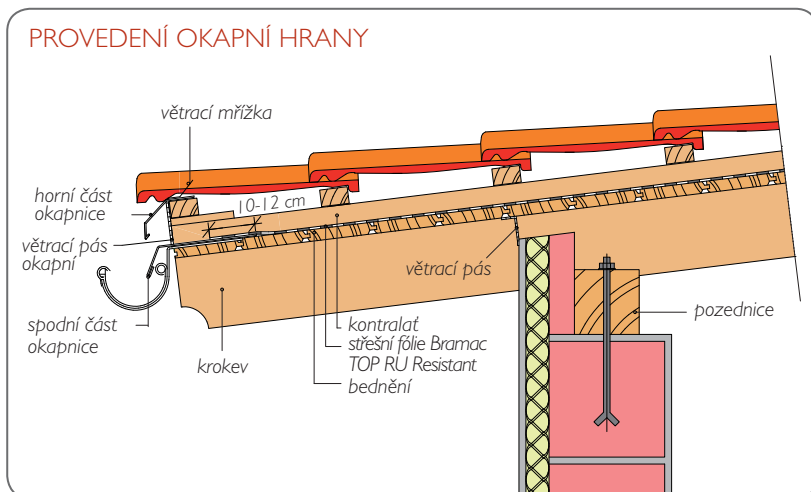 PROVEDENÍ OKAPNÍ HRANY
větrací mřížka
horní část
okapnice
10-12 cm
větrací pás
okapní
větrací pás
spodní část
okapnice
krokev
kontralať
střešní fólie Bramac
TOP RU Resistant
bednění
pozednice